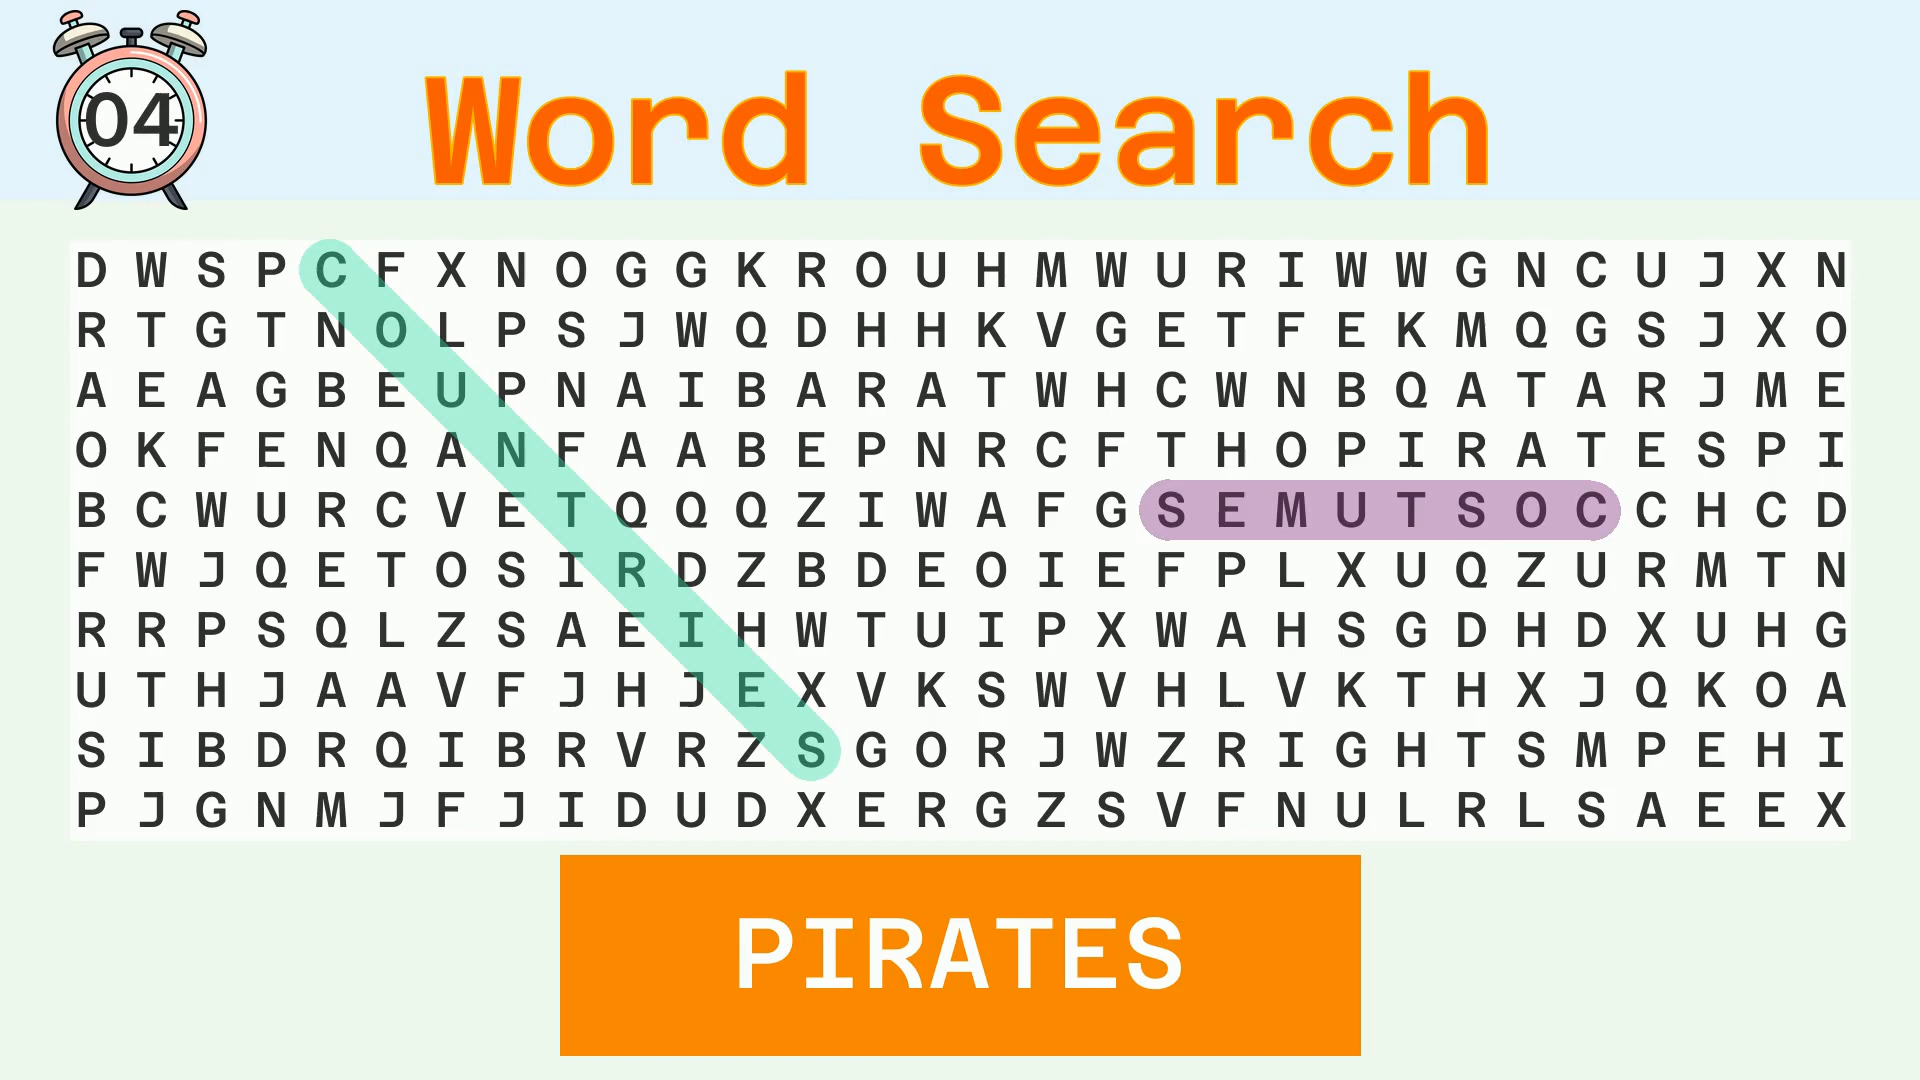 04
Word Search
D W S P C F X N O G G K R O U H M W U R I W W G N C U J X N
R T G T N O L P S J W Q D H H K V G E T F E K M Q G S J X O
A E A G B E U P N A I B A R A T W H C W N B Q A T A R J M E
O K F E N Q A N F A A B E P N R C F T H O P I R A T E S P I
B C W U R C V E T Q Q Q Z I W A F G S E M U T S O C C H C D
F W J Q E T O S I R D Z B D E O I E F P L X U Q Z U R M T N
R R P S Q L Z S A E I H W T U I P X W A H S G D H D X U H G
U T H J A A V F J H J E X V K S W V H L V K T H X J Q K O A
S I B D R Q I B R V R Z S G O R J W Z R I G H T S M P E H I
P J G N M J F J I D U D X E R G Z S V F N U L R L S A E E X
PIRATES